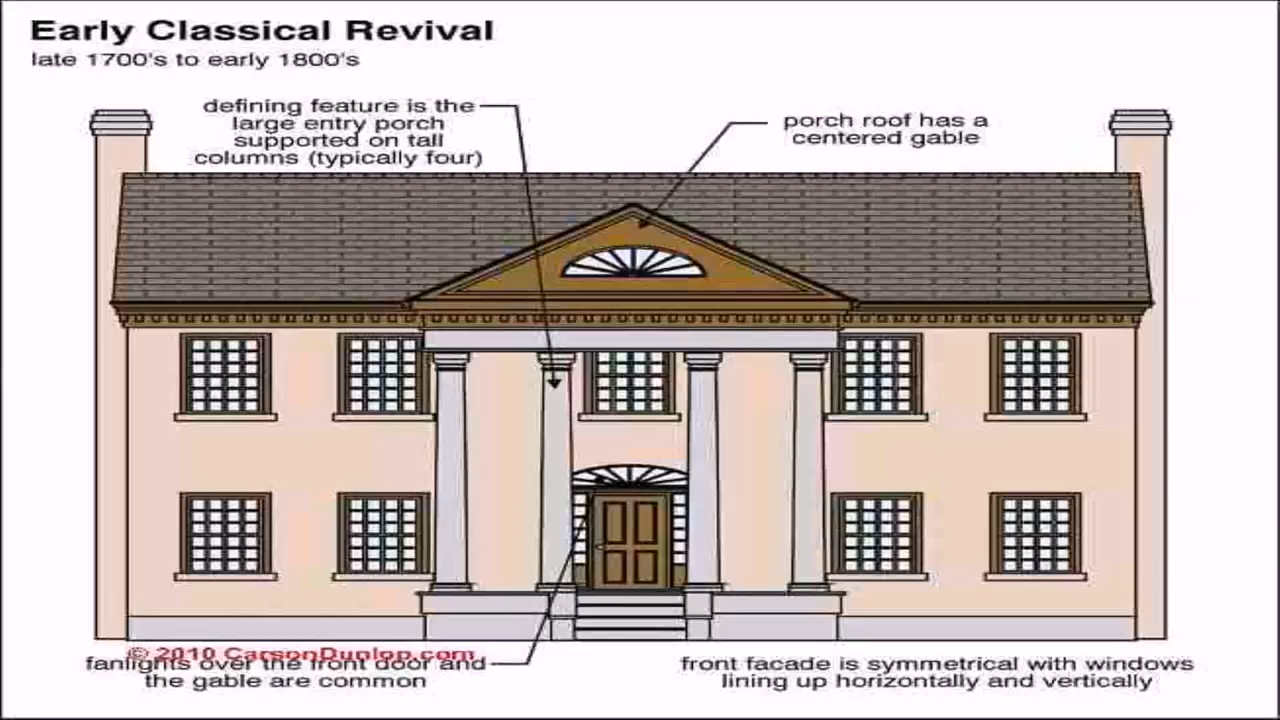 Early Classical Revival
late 1700's to early 1800's
defining feature is the
large entry porch
supported on tall
columns (typically four)
porch roof has a
centered gable
© 2010 CarsonDunlop.com
fanlights over the front door and
the gable are common
front facade is symmetrical with windows
lining up horizontally and vertically